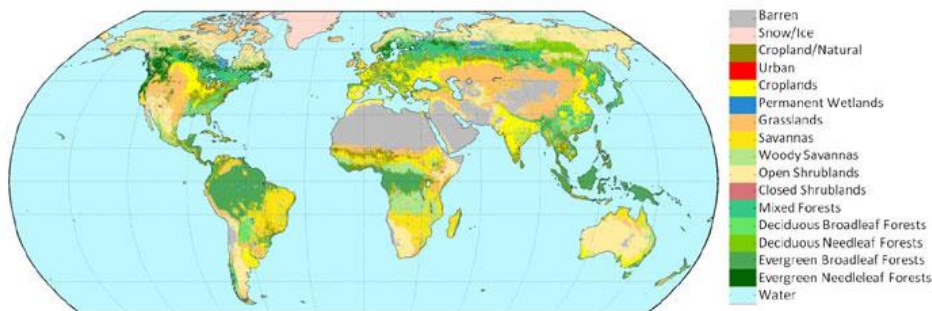 Barren
Snow/Ice
Cropland/Natural
Urban
Croplands
Permanent Wetlands
Grasslands
Savannas
Woody Savannas
Open Shrublands
Closed Shrublands
Mixed Forests
Deciduous Broadleaf Forests
Deciduous Needleaf Forests
Evergreen Broadleaf Forests
Evergreen Needleleaf Forests
Water